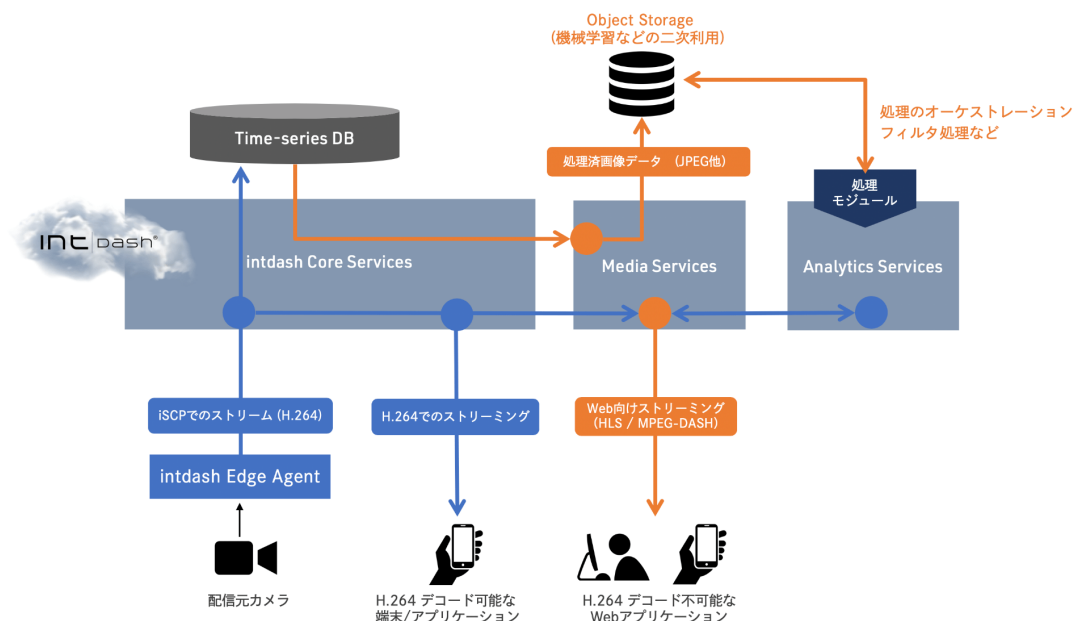 Object Storage
(機械学習などの二次利用)
Time-series DB
処理のオーケストレーション
フィルタ処理など
処理済画像データ (JPEG他)
処理
モジュール
int DASH®
intdash Core Services
Media Services
Analytics Services
iSCPでのストリーム (H.264)
H.264でのストリーミング
Web向けストリーミング
(HLS / MPEG-DASH)
intdash Edge Agent
配信元カメラ
H.264 デコード可能な
端末/アプリケーション
H.264 デコード不可能な
Webアプリケーション